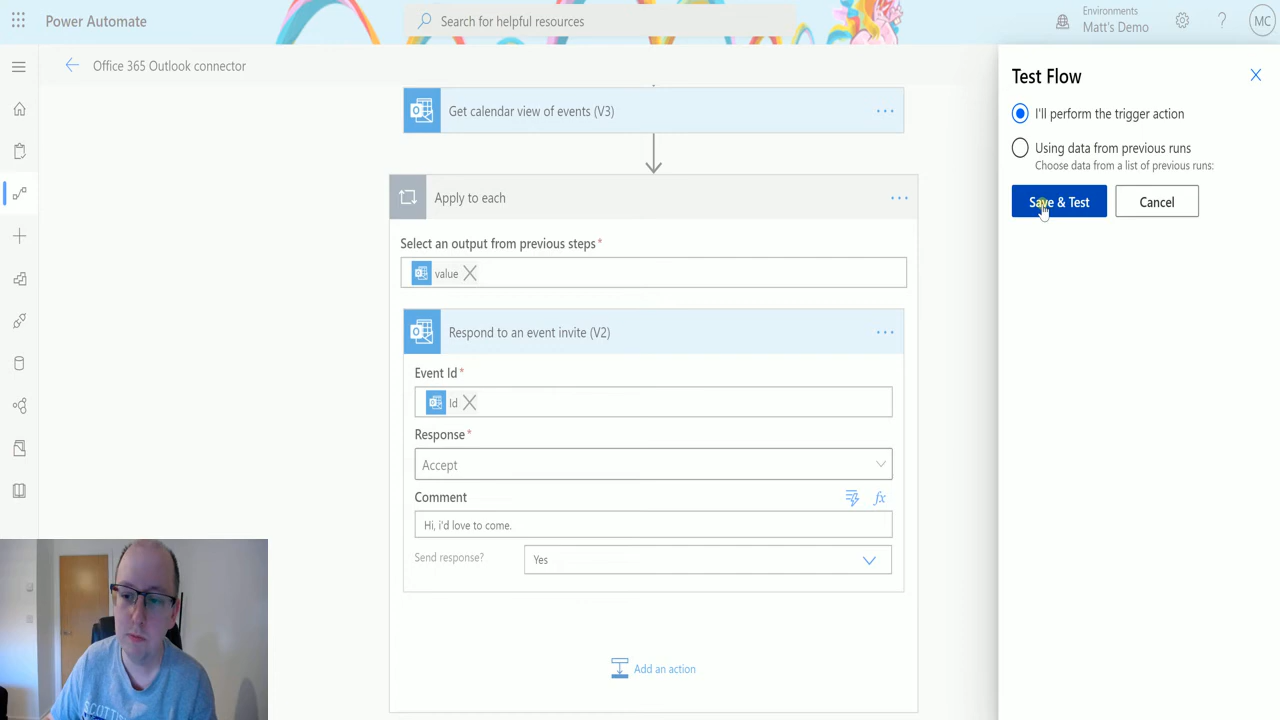 Power Automate
Search for helpful resources
Environments
Matt's Demo
MC
Office 365 Outlook connector
Get calendar view of events (V3)
Apply to each
Select an output from previous steps*
value
Respond to an event invite (V2)
Event Id*
Id
Response*
Accept
Comment
fx
Hi, i'd love to come.
Send response?
Yes
Add an action
Test Flow
I'll perform the trigger action
Using data from previous runs
Choose data from a list of previous runs:
Save & Test
Cancel